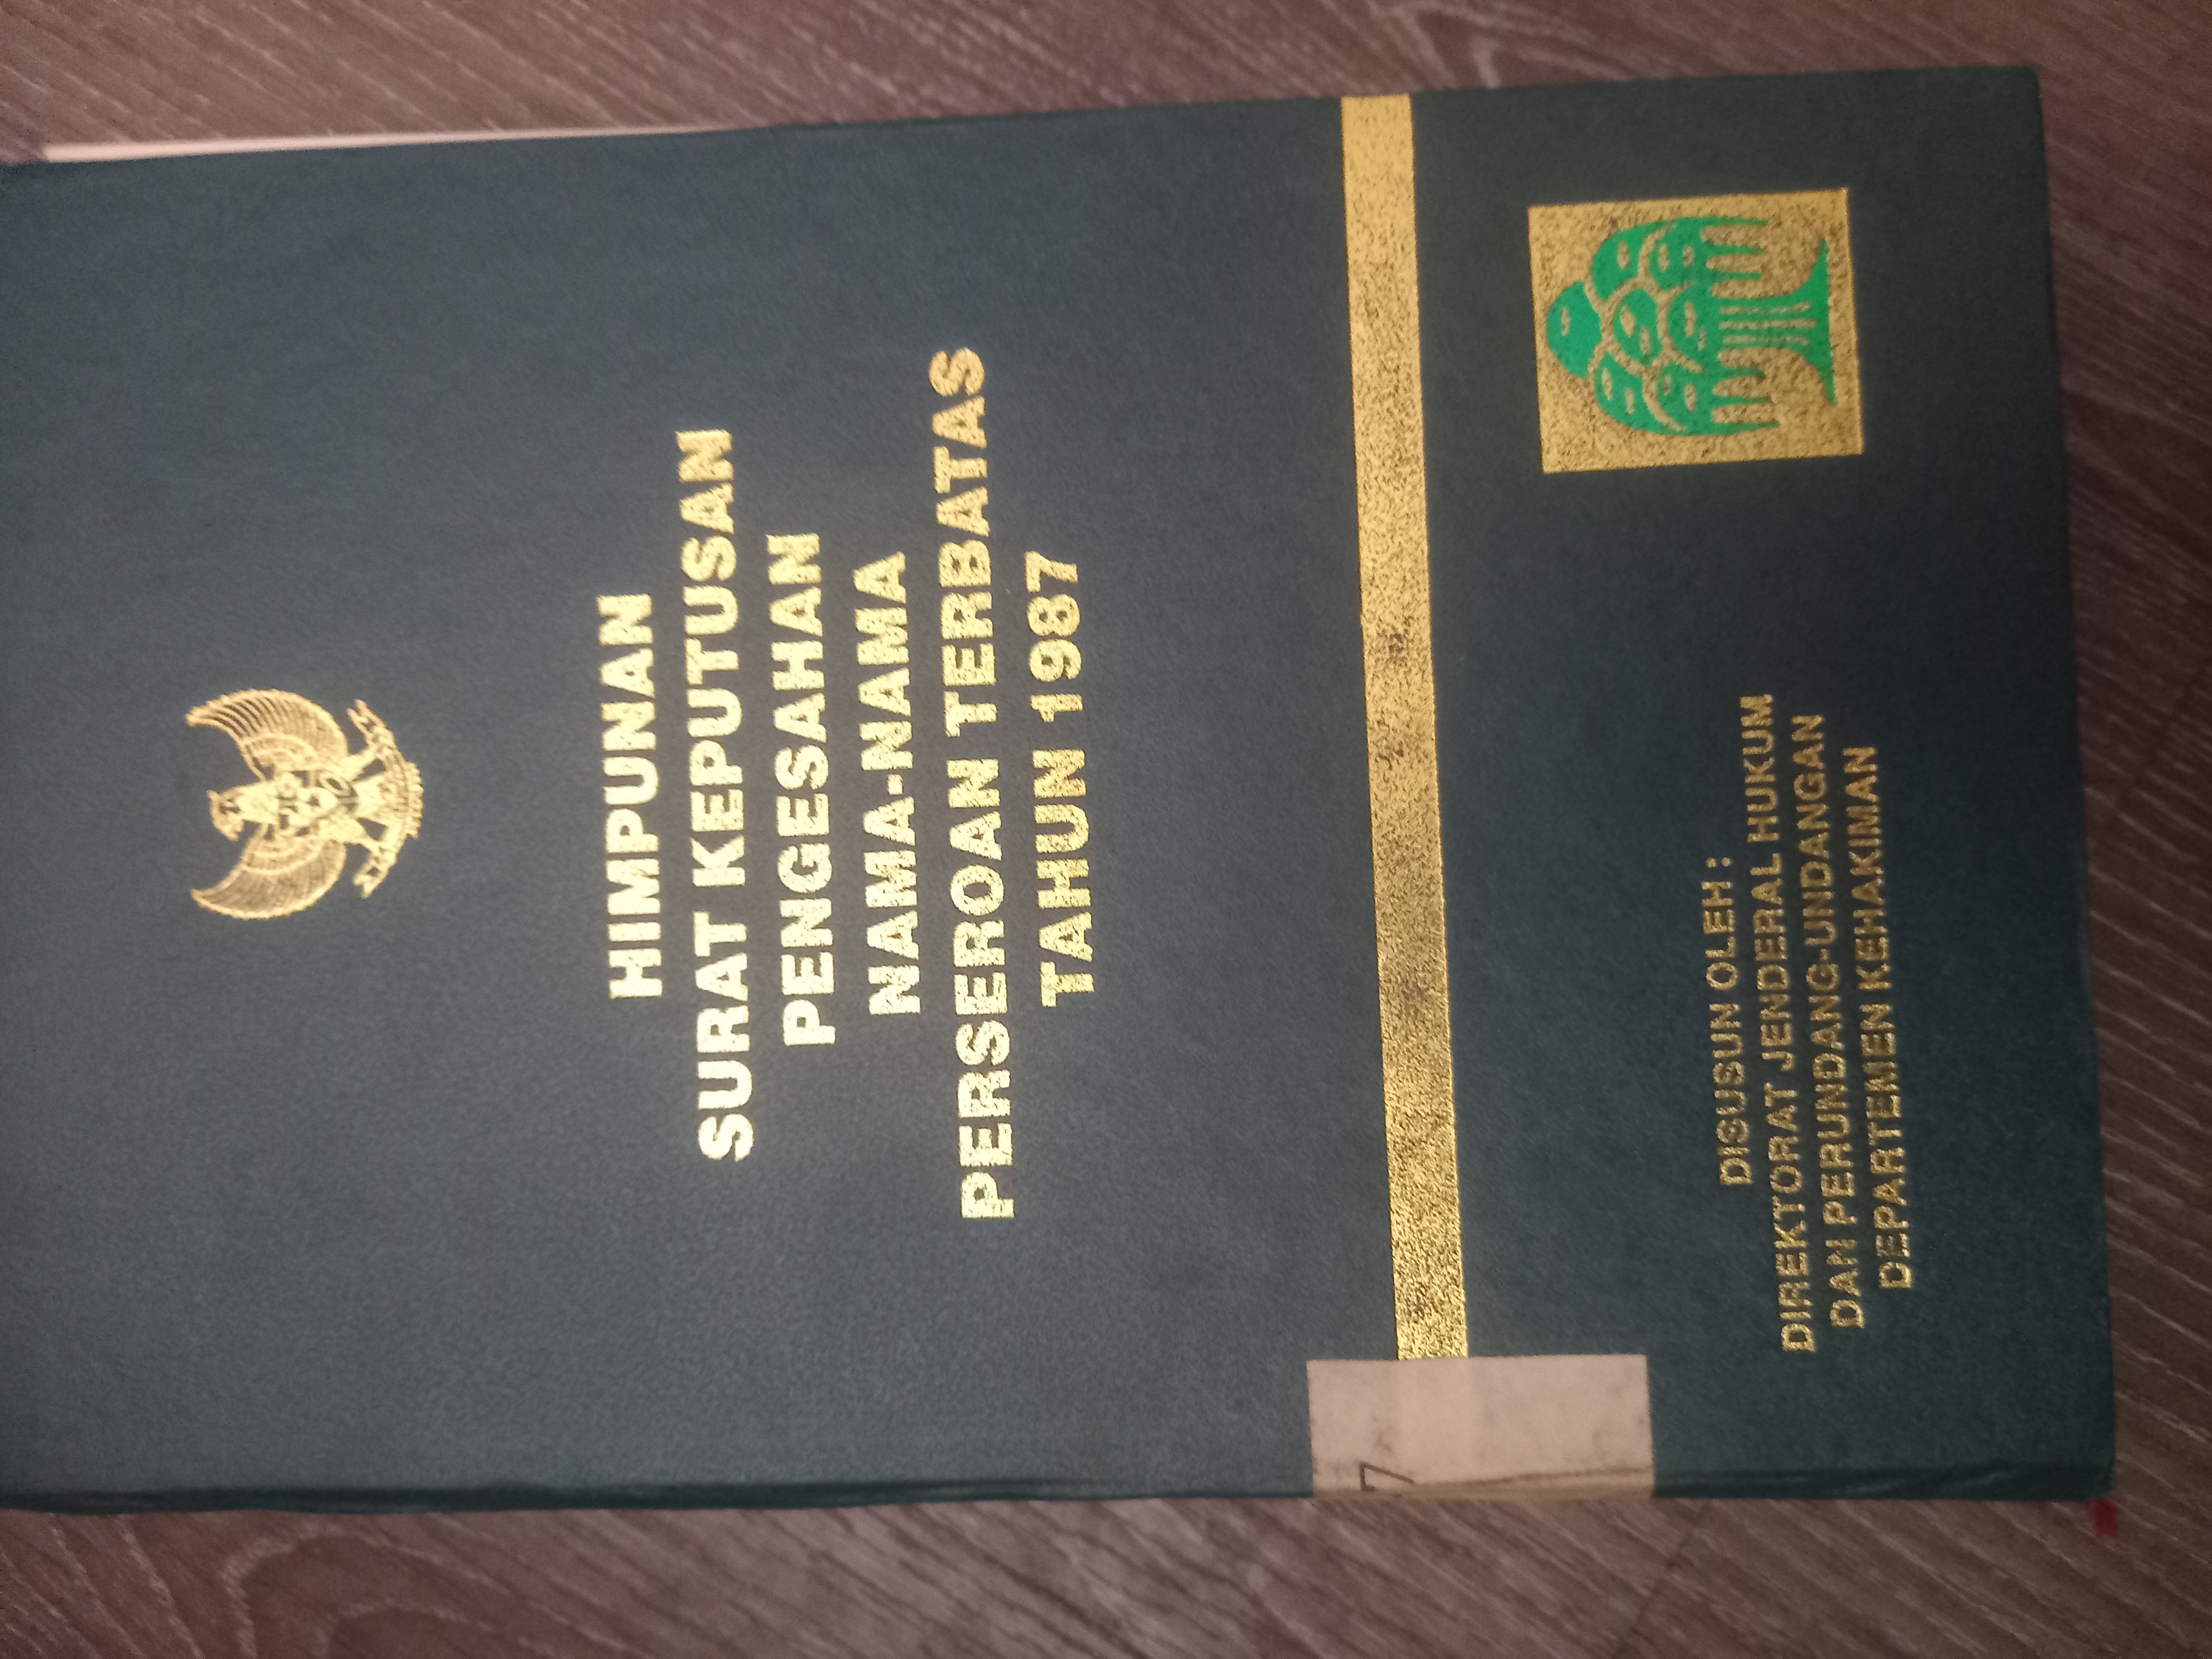 HIMPUNAN
SURAT KEPUTUSAN
PENGESAHAN
NAMA-NAMA
PERSEROAN TERBATAS
TAHUN 1987
DISUSUN OLEH :
DIREKTORAT JENDERAL HUKUM
DAN PERUNDANG-UNDANGAN
DEPARTEMEN KEHAKIMAN